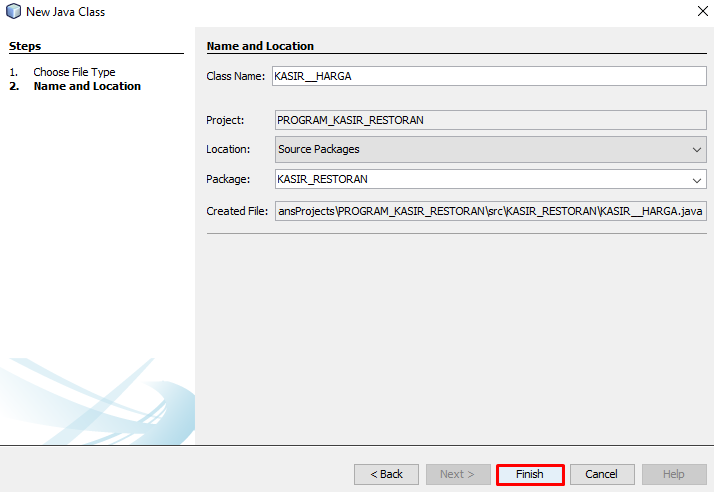 New Java Class
Steps
1. Choose File Type
2. Name and Location
Name and Location
Class Name: KASIR__HARGA
Project: PROGRAM_KASIR_RESTORAN
Location: Source Packages
Package: KASIR_RESTORAN
Created File: ansProjects\PROGRAM_KASIR_RESTORAN\src\KASIR_RESTORAN\KASIR__HARGA.java
< Back Next > Finish Cancel Help